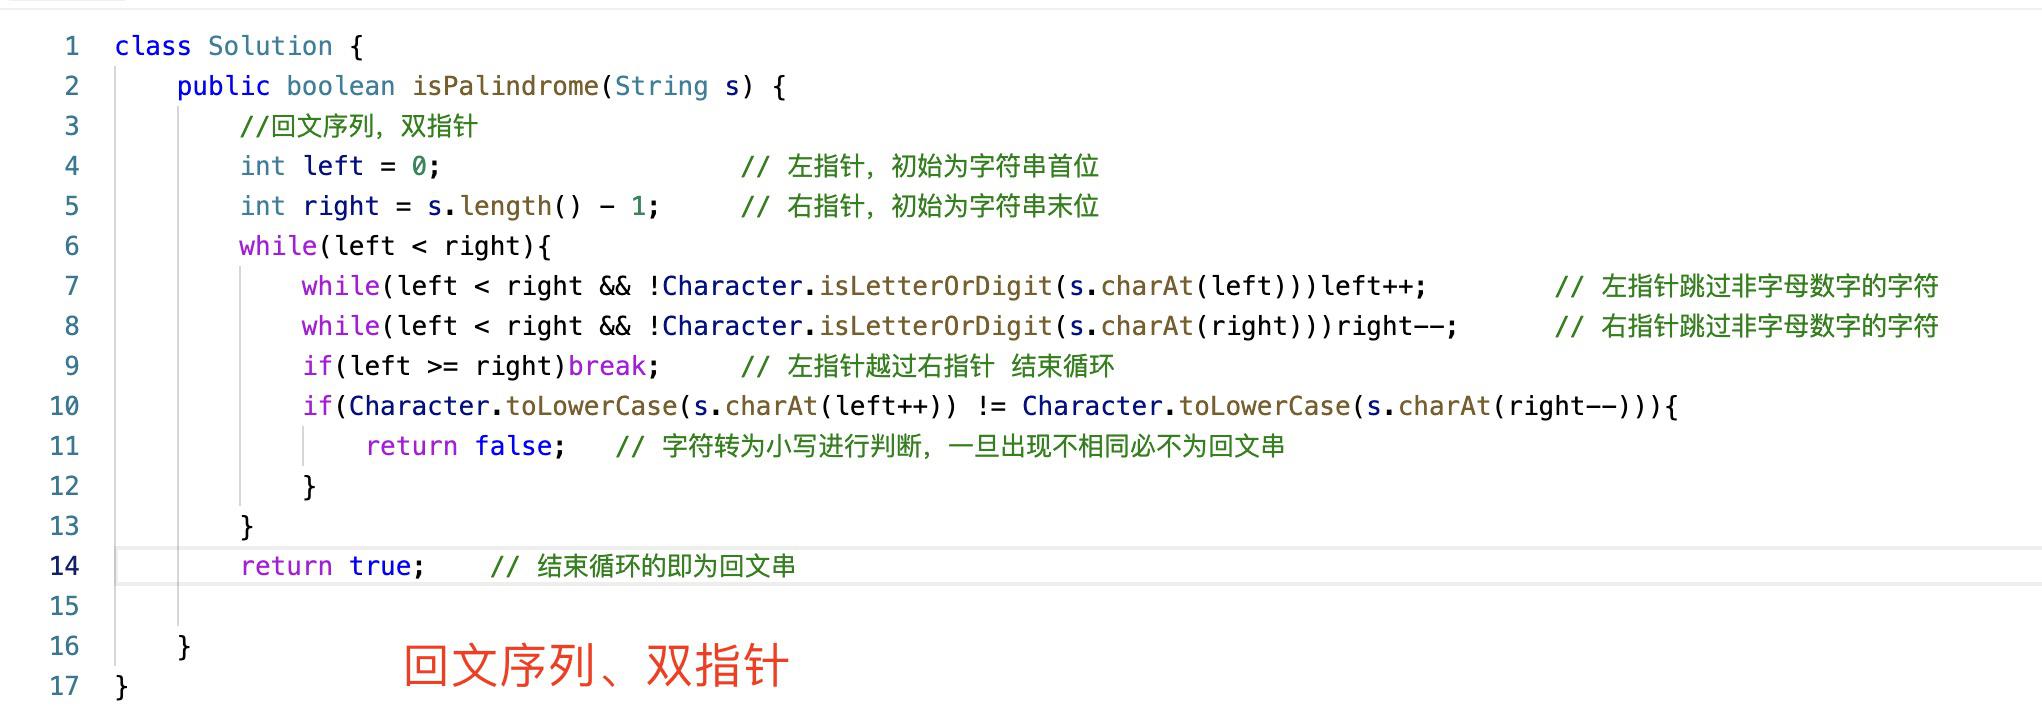 1 class Solution {
2 public boolean isPalindrome(String s) {
3 //回文序列，双指针
4 int left = 0; // 左指针，初始为字符串首位
5 int right = s.length() - 1; // 右指针，初始为字符串末位
6 while(left < right){
7 while(left < right && !Character.isLetterOrDigit(s.charAt(left)))left++; // 左指针跳过非字母数字的字符
8 while(left < right && !Character.isLetterOrDigit(s.charAt(right)))right--; // 右指针跳过非字母数字的字符
9 if(left >= right)break; // 左指针越过右指针 结束循环
10 if(Character.toLowerCase(s.charAt(left++)) != Character.toLowerCase(s.charAt(right--))){
11 return false; // 字符转为小写进行判断，一旦出现不相同必不为回文串
12 }
13 }
14 return true; // 结束循环的即为回文串
15
16 }
回文序列、双指针
17 }